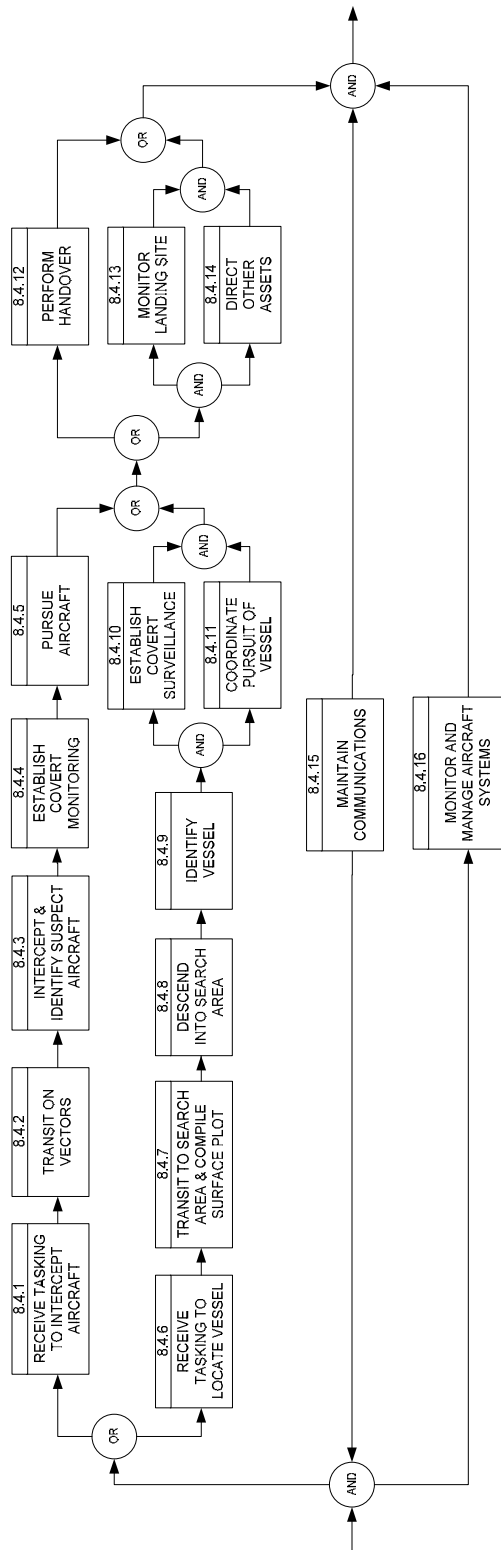 8.4.1
RECEIVE TASKING
TO INTERCEPT
AIRCRAFT
8.4.2
TRANSIT ON
VECTORS
8.4.3
INTERCEPT &
IDENTIFY SUSPECT
AIRCRAFT
8.4.4
ESTABLISH
COVERT
MONITORING
8.4.5
PURSUE
AIRCRAFT
8.4.12
PERFORM
HANDOVER
OR
8.4.6
RECEIVE
TASKING TO
LOCATE VESSEL
8.4.7
TRANSIT TO SEARCH
AREA & COMPILE
SURFACE PLOT
8.4.8
DESCEND
INTO SEARCH
AREA
8.4.9
IDENTIFY
VESSEL
AND
8.4.10
ESTABLISH
COVERT
SURVEILLANCE
8.4.11
COORDINATE
PURSUIT OF
VESSEL
AND
OR
OR
AND
8.4.13
MONITOR
LANDING SITE
8.4.14
DIRECT
OTHER
ASSETS
AND
OR
AND
8.4.15
MAINTAIN
COMMUNICATIONS
8.4.16
MONITOR AND
MANAGE AIRCRAFT
SYSTEMS
AND